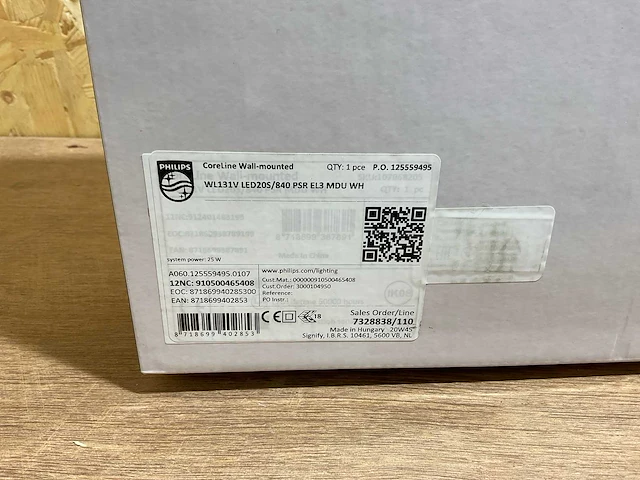 PHILIPS
CoreLine Wall-mounted QTY: 1 pce P.O. 125559495
WL131V LED20S/840 PSR EL3 MDU WH
system power: 25 W
A060.125559495.0107
12NC: 910500465408
EOC: 871869940285300
EAN: 8718699402853
www.philips.com/lighting
Cust.Mat.: 000000910500465408
Cust.Order: 3000104950
Reference:
PO Instr.:
8 718699 402853
CE 18
Sales Order/Line
7328838/110
Made in Hungary 20W45
Signify, I.B.R.S. 10461, 5600 VB, NL